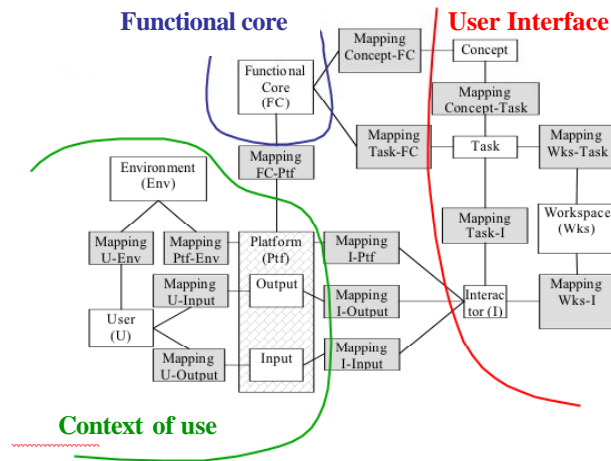 Functional core
User Interface
Mapping
Concept-FC
Concept
Functional
Core
(FC)
Mapping
Concept-Task
Mapping
Task-FC
Task
Mapping
Wks-Task
Mapping
FC-Ptf
Environment
(Env)
Mapping
U-Env
Mapping
Ptf-Env
Platform
(Ptf)
Mapping
I-Ptf
Mapping
Task-I
Workspace
(Wks)
Mapping
U-Input
Output
Mapping
I-Output
Interac
tor (I)
Mapping
Wks-I
User
(U)
Mapping
U-Output
Input
Mapping
I-Input
Context of use